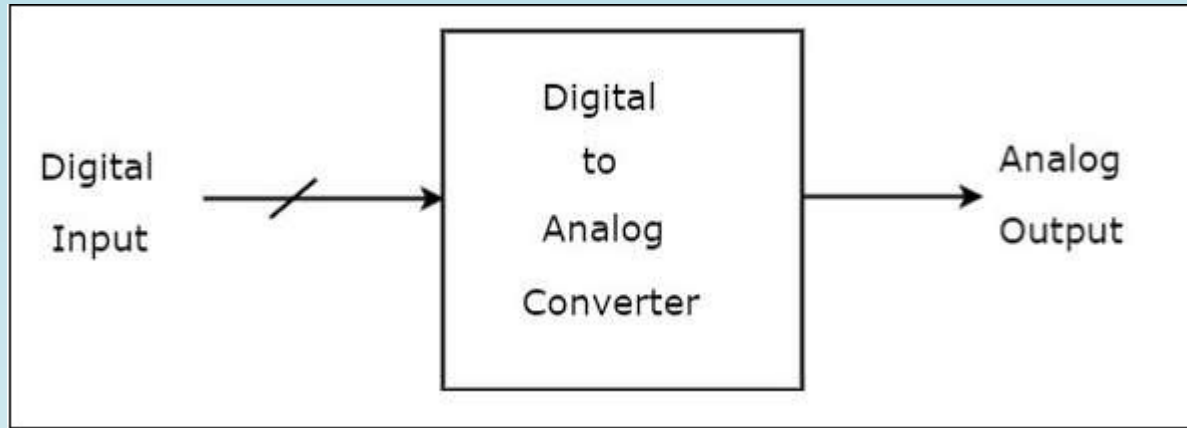 Digital
Input
Digital
to
Analog
Converter
Analog
Output